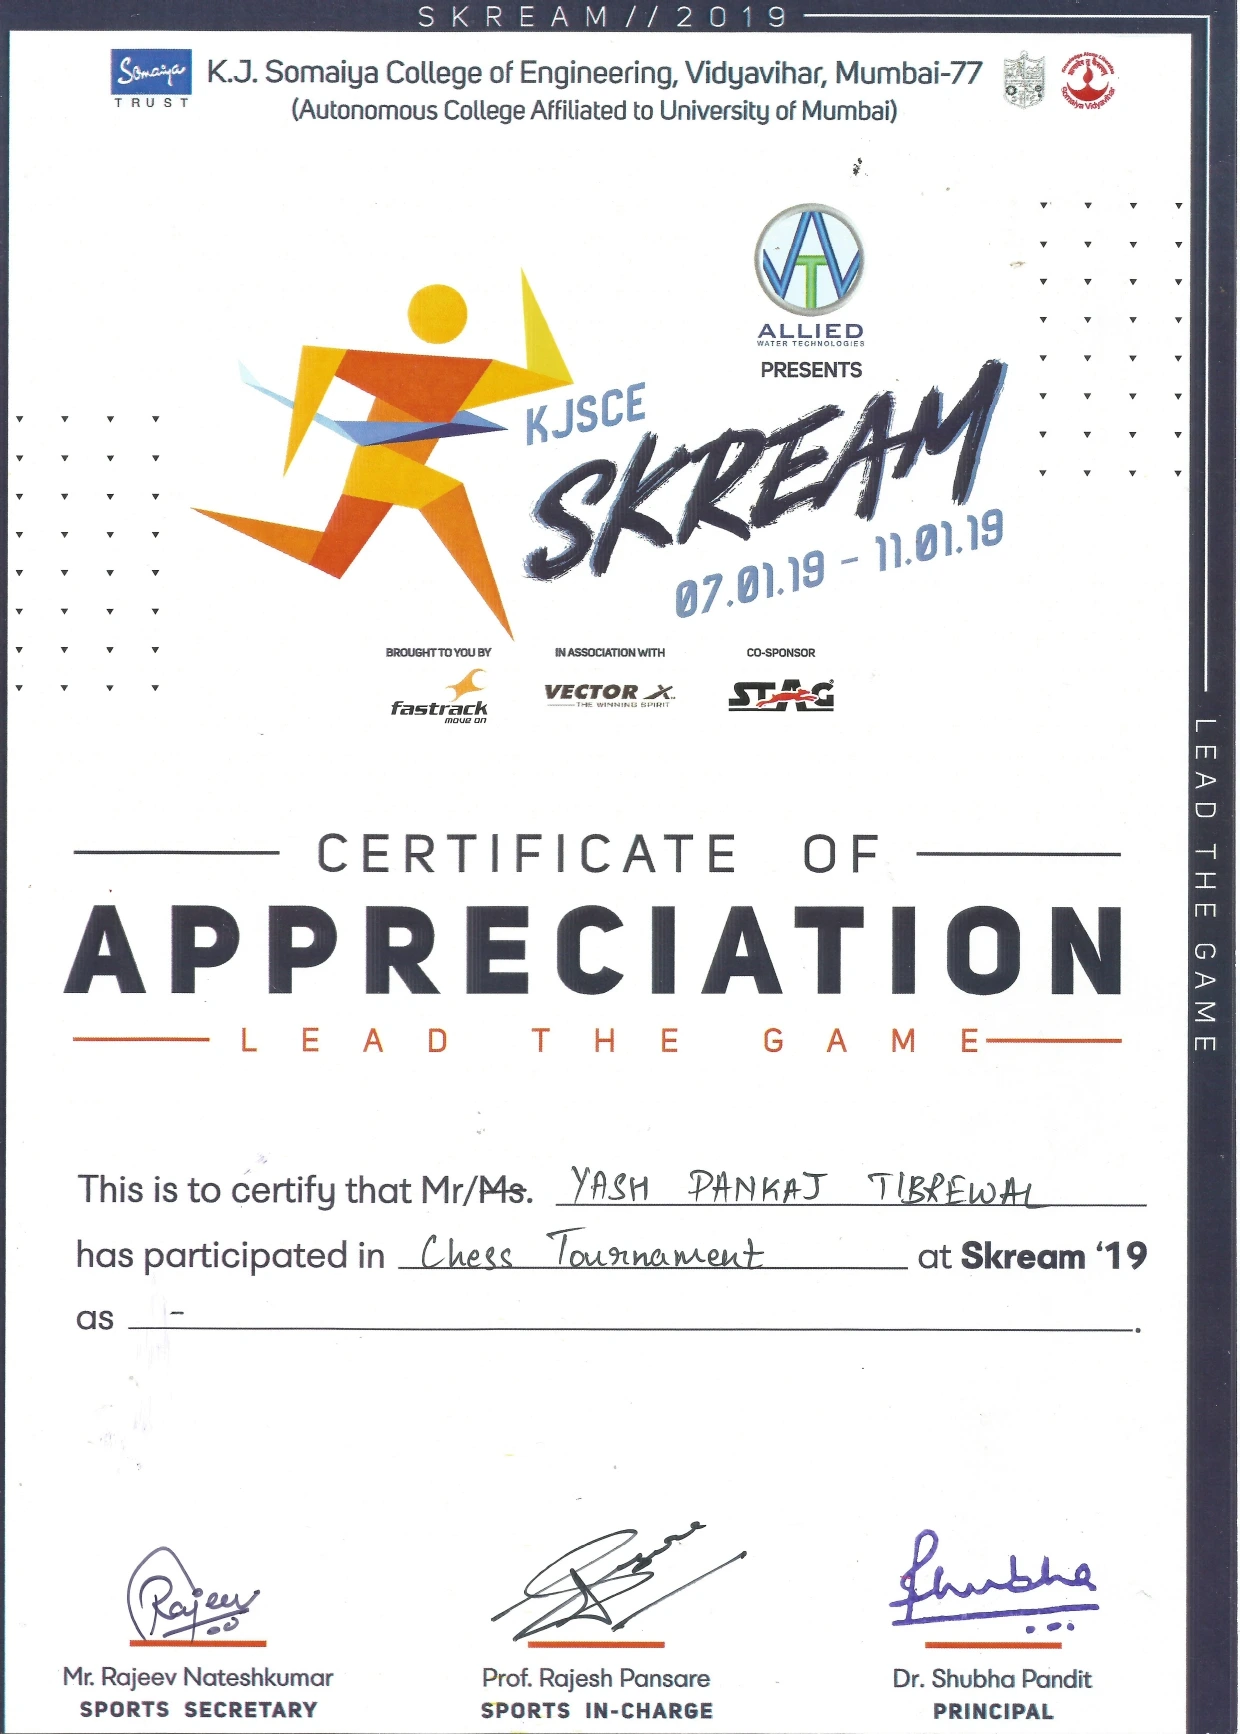 SKREAM//2019
Somaiya
TRUST
K.J. Somaiya College of Engineering, Vidyavihar, Mumbai-77
(Autonomous College Affiliated to University of Mumbai)
ALLIED
WATER TECHNOLOGIES
PRESENTS
KJSCE
SKREAM
07.01.19 - 11.01.19
BROUGHT TO YOU BY IN ASSOCIATION WITH CO-SPONSOR
fastrack VECTOR X STAG
move on THE WINNING SPIRIT
LEAD THE GAME
CERTIFICATE OF
APPRECIATION
LEAD THE GAME
This is to certify that Mr/Ms. YASH PANKAJ TIBREWAL
has participated in Chess Tournament at Skream ‘19
as - .
Rajeev Shubha
Mr. Rajeev Nateshkumar Prof. Rajesh Pansare Dr. Shubha Pandit
SPORTS SECRETARY SPORTS IN-CHARGE PRINCIPAL